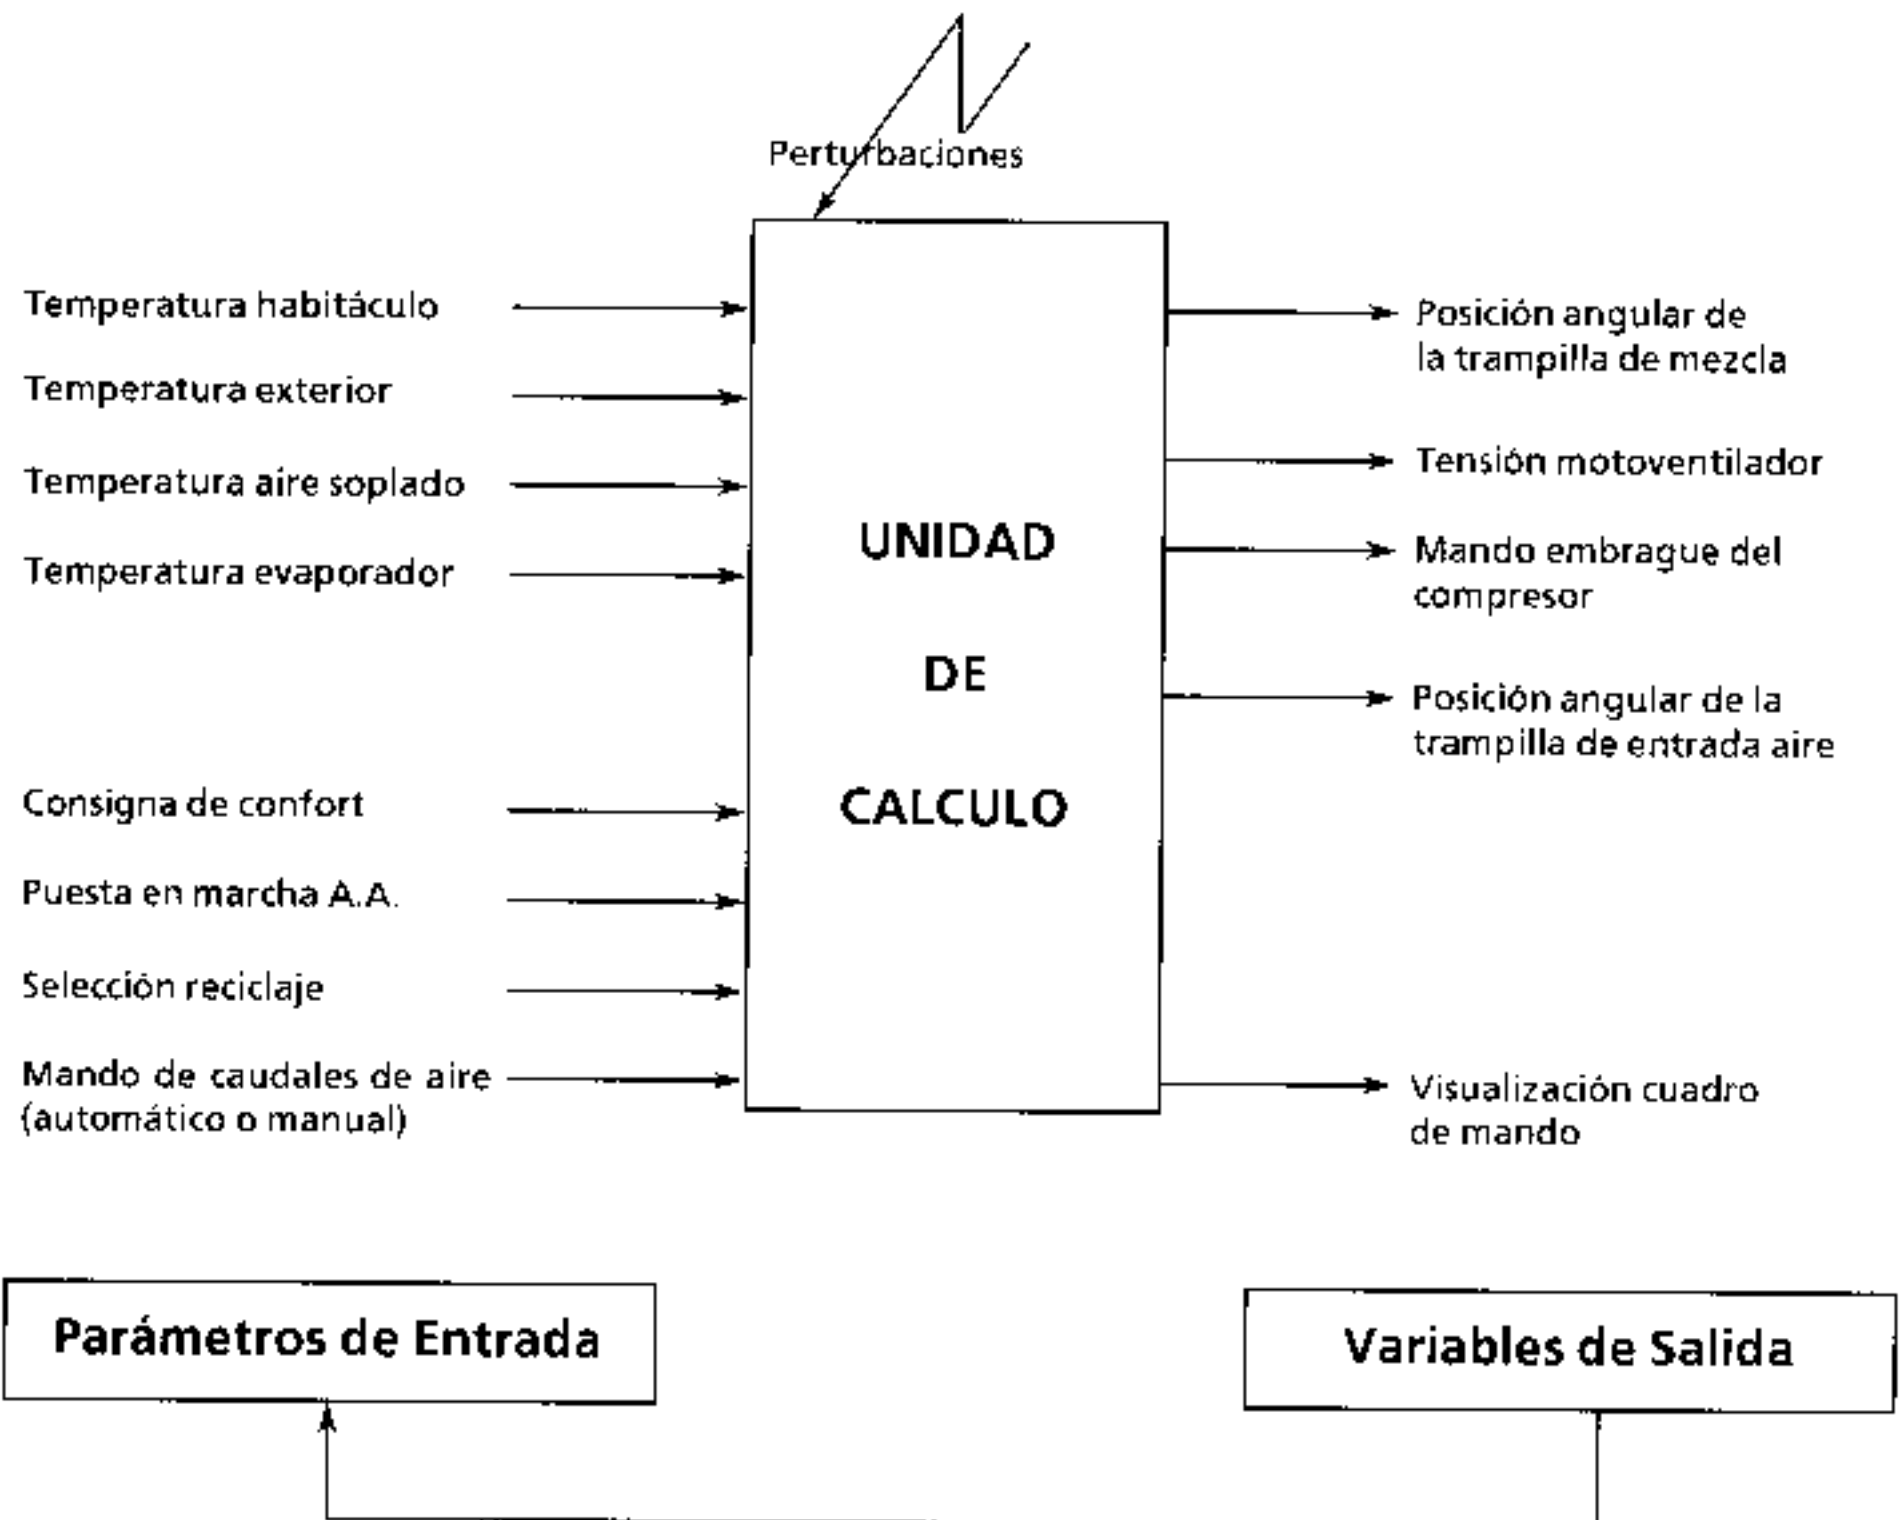 Perturbaciones
Temperatura habitáculo
Temperatura exterior
Temperatura aire soplado
Temperatura evaporador
Consigna de confort
Puesta en marcha A.A.
Selección reciclaje
Mando de caudales de aire
(automático o manual)
UNIDAD
DE
CALCULO
Posición angular de
la trampilla de mezcla
Tensión motoventilador
Mando embrague del
compresor
Posición angular de la
trampilla de entrada aire
Visualización cuadro
de mando
Parámetros de Entrada
Variables de Salida